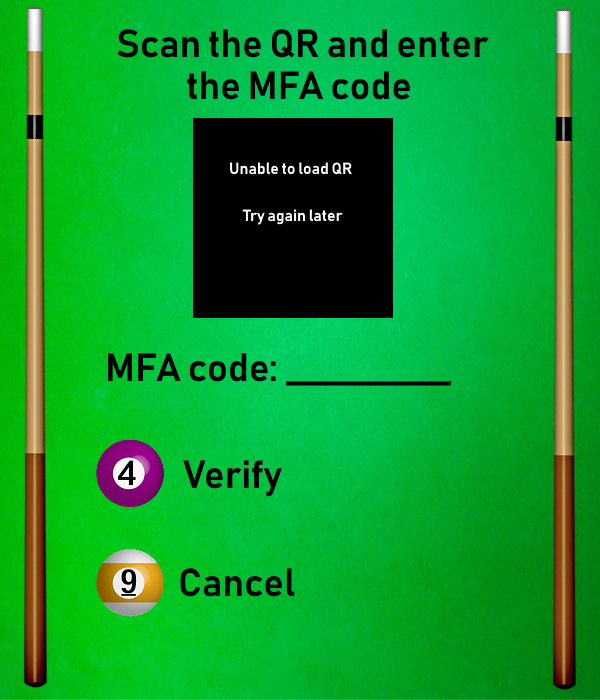 Scan the QR and enter
the MFA code
Unable to load QR
Try again later
MFA code: __________
4 Verify
9 Cancel